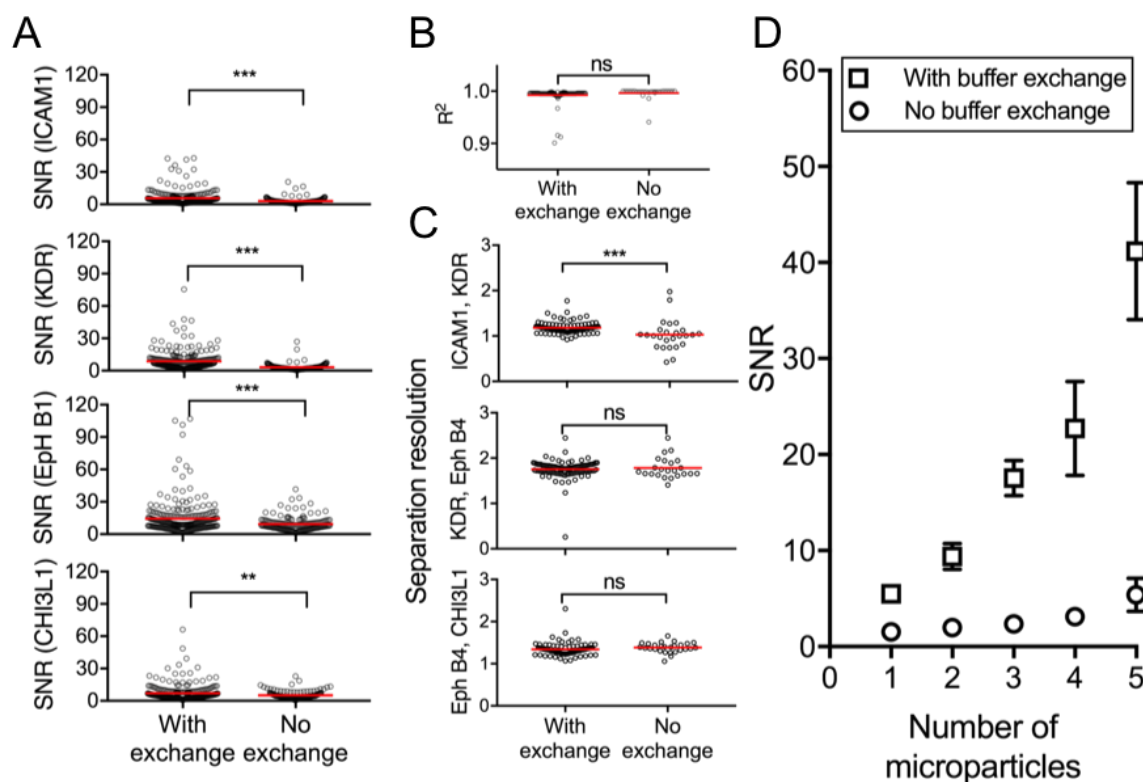 A
SNR (ICAM1)
120
90
60
30
0
***
SNR (KDR)
120
90
60
30
0
***
SNR (Eph B1)
120
90
60
30
0
***
SNR (CHI3L1)
120
90
60
30
0
**
With
exchange
No
exchange
B
R2
1.0
0.9
ns
With
exchange
No
exchange
C
Separation resolution
ICAM1, KDR
3
2
1
0
***
KDR, Eph B4
3
2
1
0
ns
Eph B4, CHI3L1
3
2
1
0
ns
With
exchange
No
exchange
D
SNR
60
50
40
30
20
10
0
With buffer exchange
No buffer exchange
0 1 2 3 4 5
Number of
microparticles